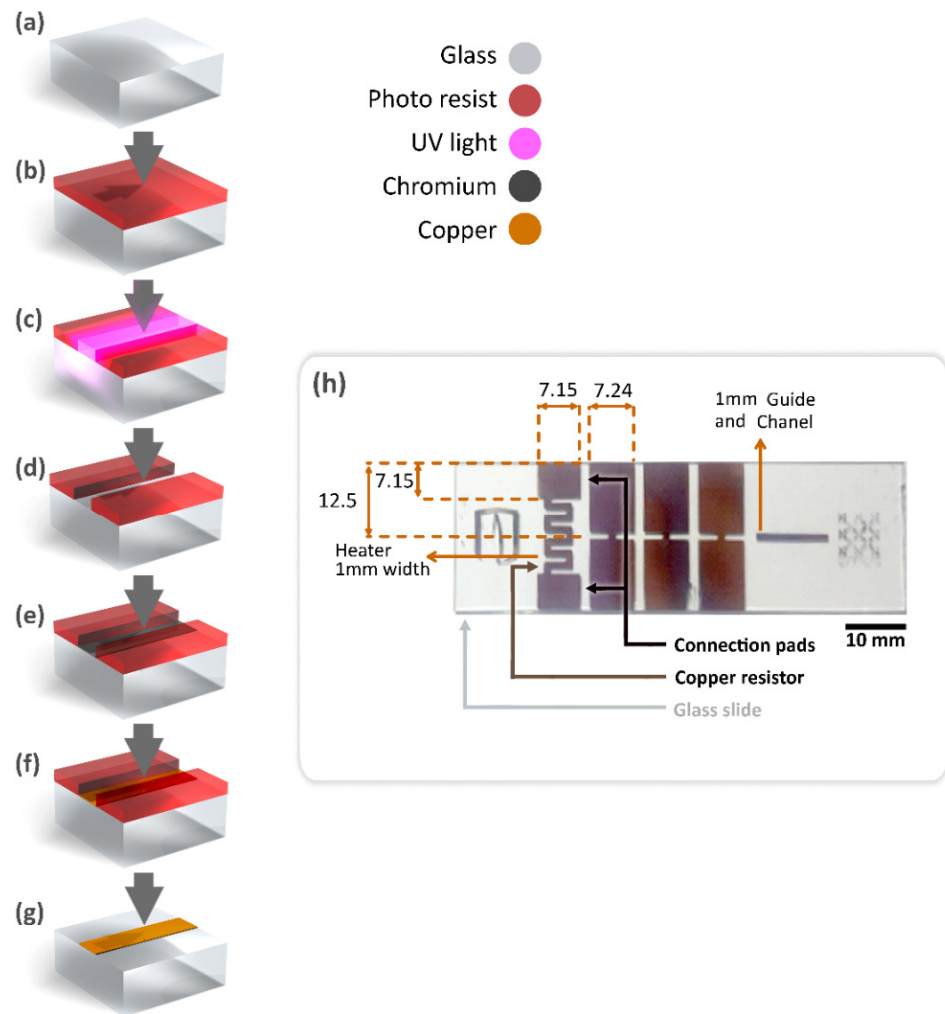 (a)
Glass
Photo resist
UV light
Chromium
Copper
(b)
(c)
(d)
(e)
(f)
(g)
(h)
7.15
7.24
1mm Guide
and Chanel
7.15
12.5
Heater
1mm width
10 mm
Connection pads
Copper resistor
Glass slide